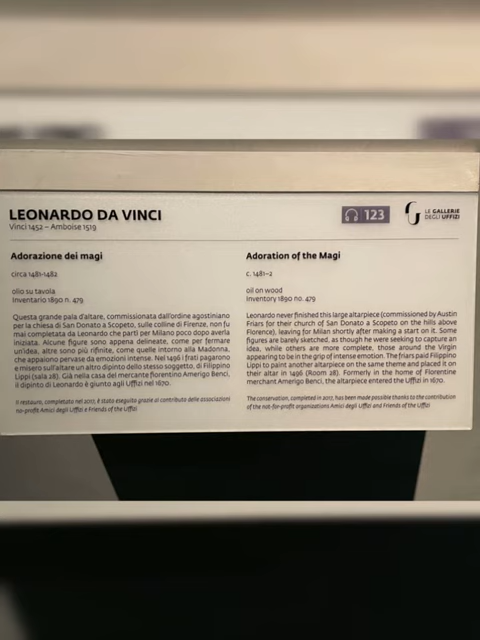 LEONARDO DA VINCI
Vinci 1452 – Amboise 1519
123
LE GALLERIE
DEGLI UFFIZI
Adorazione dei magi
circa 1481-1482
olio su tavola
Inventario 1890 n. 479
Questa grande pala d'altare, commissionata dall'ordine agostiniano
per la chiesa di San Donato a Scopeto, sulle colline di Firenze, non fu
mai completata da Leonardo che partì per Milano poco dopo averla
iniziata. Alcune figure sono appena delineate, come per fermare
un'idea, altre sono più rifinite, come quelle intorno alla Madonna,
che appaiono pervase da emozioni intense. Nel 1496 i frati pagarono
e misero sull'altare un altro dipinto dello stesso soggetto, di Filippino
Lippi (sala 28). Già nella casa del mercante fiorentino Amerigo Benci,
il dipinto di Leonardo è giunto agli Uffizi nel 1670.
Il restauro, completato nel 2017, è stato eseguito grazie al contributo delle associazioni
no-profit Amici degli Uffizi e Friends of the Uffizi
Adoration of the Magi
c. 1481–2
oil on wood
Inventory 1890 no. 479
Leonardo never finished this large altarpiece (commissioned by Austin
Friars for their church of San Donato a Scopeto on the hills above
Florence), leaving for Milan shortly after making a start on it. Some
figures are barely sketched, as though he were seeking to capture an
idea, while others are more complete, those around the Virgin
appearing to be in the grip of intense emotion. The friars paid Filippino
Lippi to paint another altarpiece on the same theme and placed it on
their altar in 1496 (Room 28). Formerly in the home of Florentine
merchant Amerigo Benci, the altarpiece entered the Uffizi in 1670.
The conservation, completed in 2017, has been made possible thanks to the contribution
of the not-for-profit organizations Amici degli Uffizi and Friends of the Uffizi